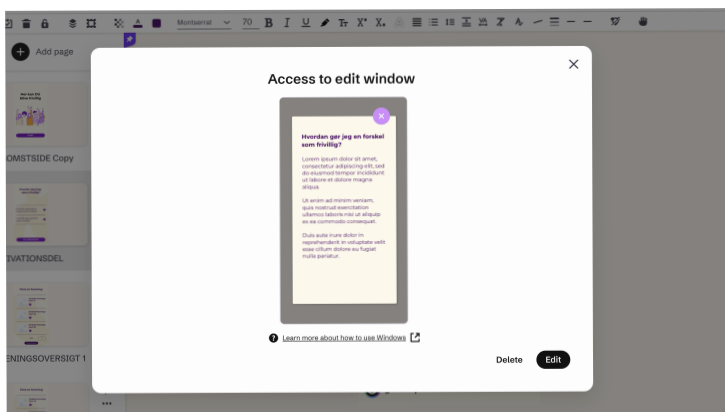 Montserrat
70
B I U Tт X² X₂
Add page
Access to edit window
Hvordan gør jeg en forskel
som frivillig?
Lorem ipsum dolor sit amet,
consectetur adipiscing elit, sed
do eiusmod tempor incididunt
ut labore et dolore magna
aliqua.
Ut enim ad minim veniam,
quis nostrud exercitation
ullamco laboris nisi ut aliquip
ex ea commodo consequat.
Duis aute irure dolor in
reprehenderit in voluptate velit
esse cillum dolore eu fugiat
nulla pariatur.
OMSTSIDE Copy
IVATIONSDEL
ENINGSOVERSIGT 1
Learn more about how to use Windows
Delete
Edit